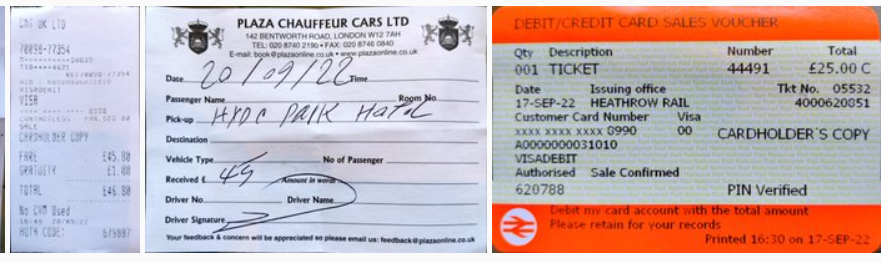 CMT UK LTD
70098-77354
VISADEBIT
VISA
SALE
CARDHOLDER COPY
FARE £45.80
GRATUITY £1.00
TOTAL £46.80
No CVM Used
AUTH CODE:
PLAZA CHAUFFEUR CARS LTD
142 BENTWORTH ROAD, LONDON W12 7AH
TEL: 020 8740 2190 • FAX: 020 8746 0840
E-mail: book@plazaonline.co.uk • www.plazaonline.co.uk
Date 20/09/22 Time
Passenger Name Room No
Pick-up HYDE PARK Hotel
Destination
Vehicle Type No of Passenger
Received £ 45 Amount in words
Driver No Driver Name
Driver Signature
Your feedback & concern will be appreciated so please email us: feedback@plazaonline.co.uk
DEBIT/CREDIT CARD SALES VOUCHER
Qty Description Number Total
001 TICKET 44491 £25.00 C
Date Issuing office Tkt No. 05532
17-SEP-22 HEATHROW RAIL 4000620851
Customer Card Number Visa
xxxx xxxx xxxx 8990 00 CARDHOLDER'S COPY
A0000000031010
VISADEBIT
Authorised Sale Confirmed
620788 PIN Verified
Debit my card account with the total amount
Please retain for your records
Printed 16:30 on 17-SEP-22